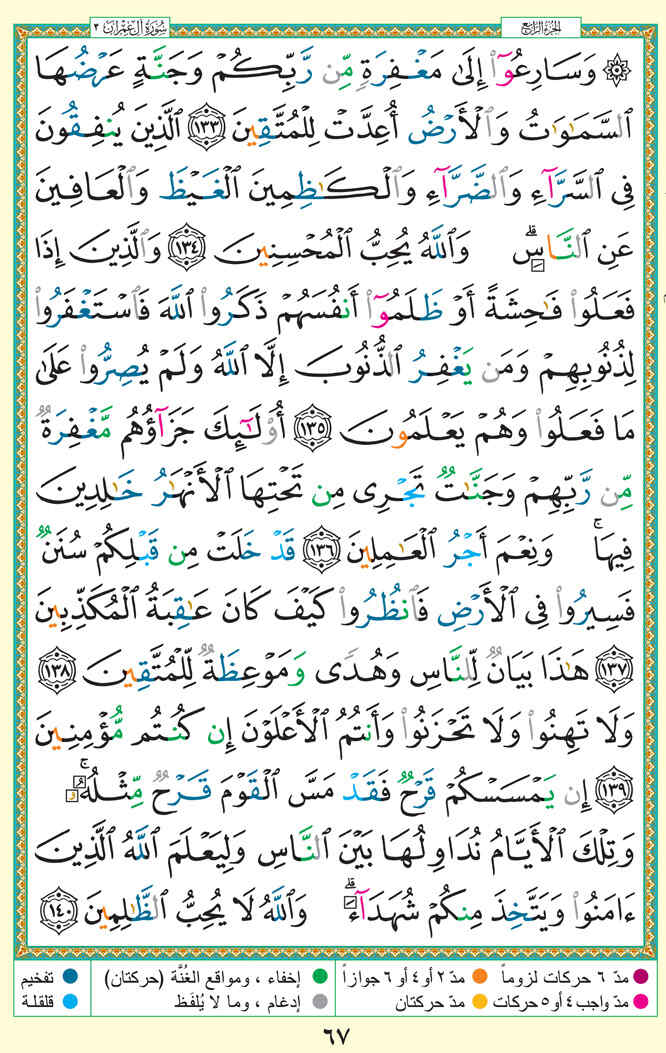 الجزء الرابع
سورة آل عمران ٣
۞ وَسَارِعُوٓا۟ إِلَىٰ مَغْفِرَةٍ مِّن رَّبِّكُمْ وَجَنَّةٍ عَرْضُهَا
ٱلسَّمَٰوَٰتُ وَٱلْأَرْضُ أُعِدَّتْ لِلْمُتَّقِينَ ١٣٣ ٱلَّذِينَ يُنفِقُونَ
فِى ٱلسَّرَّآءِ وَٱلضَّرَّآءِ وَٱلْكَٰظِمِينَ ٱلْغَيْظَ وَٱلْعَافِينَ
عَنِ ٱلنَّاسِ ۗ وَٱللَّهُ يُحِبُّ ٱلْمُحْسِنِينَ ١٣٤ وَٱلَّذِينَ إِذَا
فَعَلُوا۟ فَٰحِشَةً أَوْ ظَلَمُوٓا۟ أَنفُسَهُمْ ذَكَرُوا۟ ٱللَّهَ فَٱسْتَغْفَرُوا۟
لِذُنُوبِهِمْ وَمَن يَغْفِرُ ٱلذُّنُوبَ إِلَّا ٱللَّهُ وَلَمْ يُصِرُّوا۟ عَلَىٰ
مَا فَعَلُوا۟ وَهُمْ يَعْلَمُونَ ١٣٥ أُو۟لَٰٓئِكَ جَزَآؤُهُم مَّغْفِرَةٌ
مِّن رَّبِّهِمْ وَجَنَّٰتٌ تَجْرِى مِن تَحْتِهَا ٱلْأَنْهَٰرُ خَٰلِدِينَ
فِيهَا ۚ وَنِعْمَ أَجْرُ ٱلْعَٰمِلِينَ ١٣٦ قَدْ خَلَتْ مِن قَبْلِكُمْ سُنَنٌ
فَسِيرُوا۟ فِى ٱلْأَرْضِ فَٱنظُرُوا۟ كَيْفَ كَانَ عَٰقِبَةُ ٱلْمُكَذِّبِينَ
١٣٧ هَٰذَا بَيَانٌ لِّلنَّاسِ وَهُدًى وَمَوْعِظَةٌ لِّلْمُتَّقِينَ ١٣٨
وَلَا تَهِنُوا۟ وَلَا تَحْزَنُوا۟ وَأَنتُمُ ٱلْأَعْلَوْنَ إِن كُنتُم مُّؤْمِنِينَ
١٣٩ إِن يَمْسَسْكُمْ قَرْحٌ فَقَدْ مَسَّ ٱلْقَوْمَ قَرْحٌ مِّثْلُهُۥ ۚ
وَتِلْكَ ٱلْأَيَّامُ نُدَاوِلُهَا بَيْنَ ٱلنَّاسِ وَلِيَعْلَمَ ٱللَّهُ ٱلَّذِينَ
ءَامَنُوا۟ وَيَتَّخِذَ مِنكُمْ شُهَدَآءَ ۗ وَٱللَّهُ لَا يُحِبُّ ٱلظَّٰلِمِينَ ١٤٠
مدّ ٦ حركات لزوماً مدّ ٢ أو ٤ أو ٦ جوازاً إخفاء ، ومواقع الغُنَّة (حركتان) تفخيم
مدّ واجب ٤ أو ٥ حركات مدّ حركتان إدغام ، وما لا يُلفَظ قلقلة
٦٧